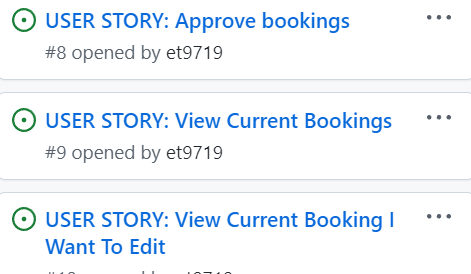 USER STORY: Approve bookings
#8 opened by et9719
USER STORY: View Current Bookings
#9 opened by et9719
USER STORY: View Current Booking I
Want To Edit